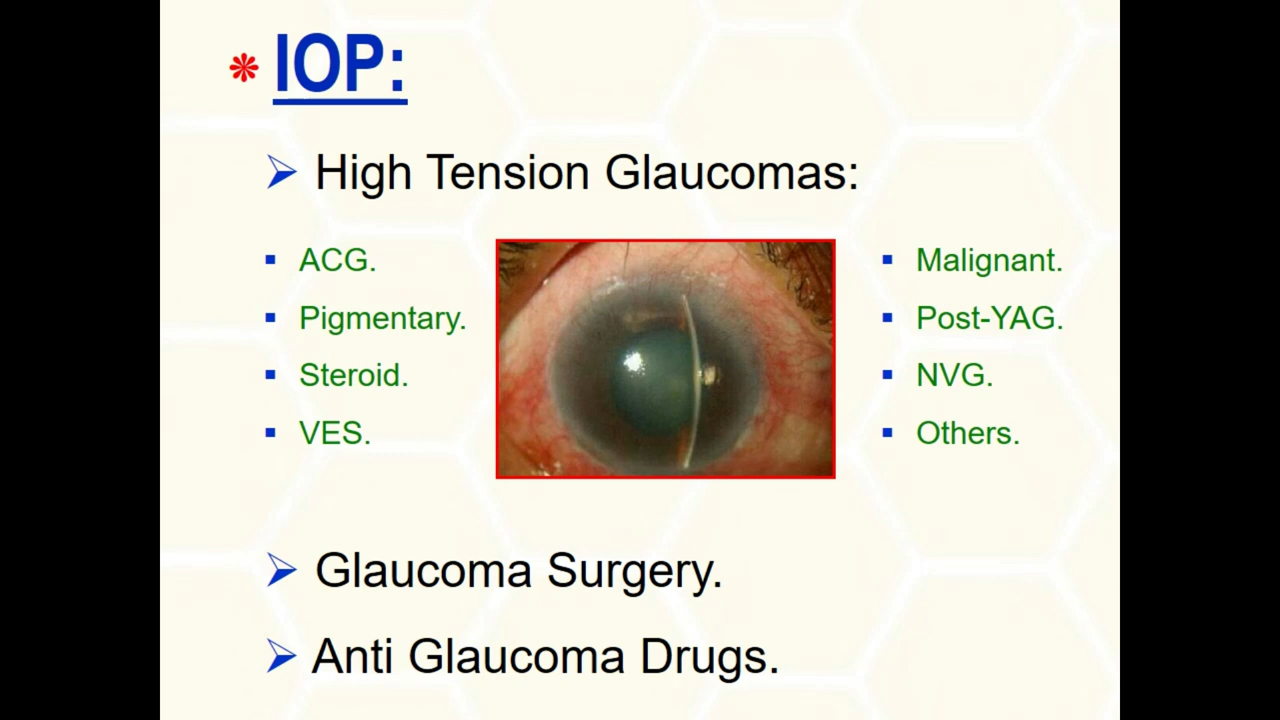 IOP:
High Tension Glaucomas:
ACG.
Pigmentary.
Steroid.
VES.
Malignant.
Post-YAG.
NVG.
Others.
Glaucoma Surgery.
Anti Glaucoma Drugs.